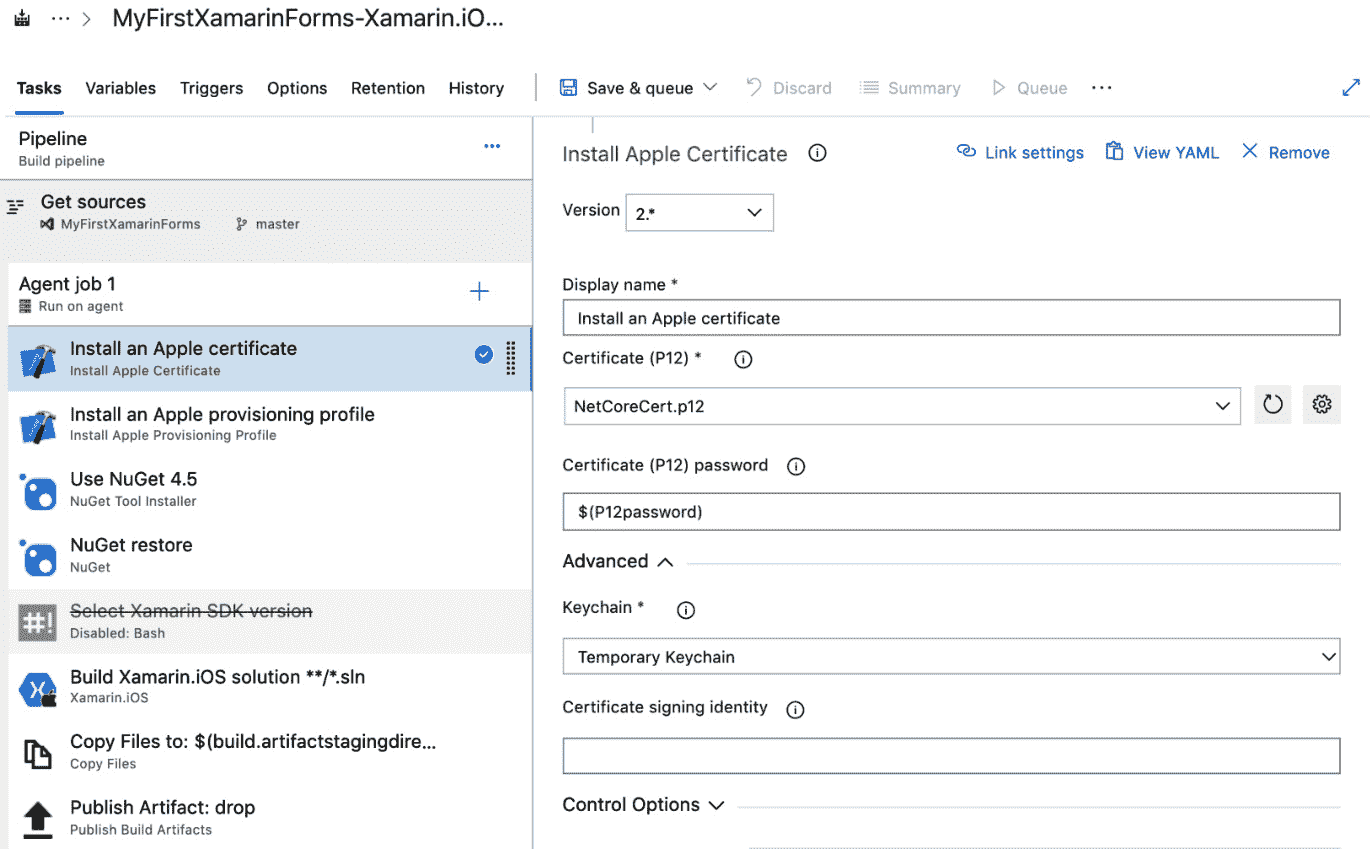 MyFirstXamarinForms-Xamarin.iO...
Tasks Variables Triggers Options Retention History Save & queue Discard Summary Queue
Pipeline
Build pipeline
Get sources
MyFirstXamarinForms master
Agent job 1
Run on agent
Install an Apple certificate
Install Apple Certificate
Install an Apple provisioning profile
Install Apple Provisioning Profile
Use NuGet 4.5
NuGet Tool Installer
NuGet restore
NuGet
Select Xamarin SDK version
Disabled: Bash
Build Xamarin.iOS solution **/*.sln
Xamarin.iOS
Copy Files to: $(build.artifactstagingdire...
Copy Files
Publish Artifact: drop
Publish Build Artifacts
Install Apple Certificate
Link settings View YAML Remove
Version 2.*
Display name *
Install an Apple certificate
Certificate (P12) *
NetCoreCert.p12
Certificate (P12) password
$(P12password)
Advanced
Keychain *
Temporary Keychain
Certificate signing identity
Control Options